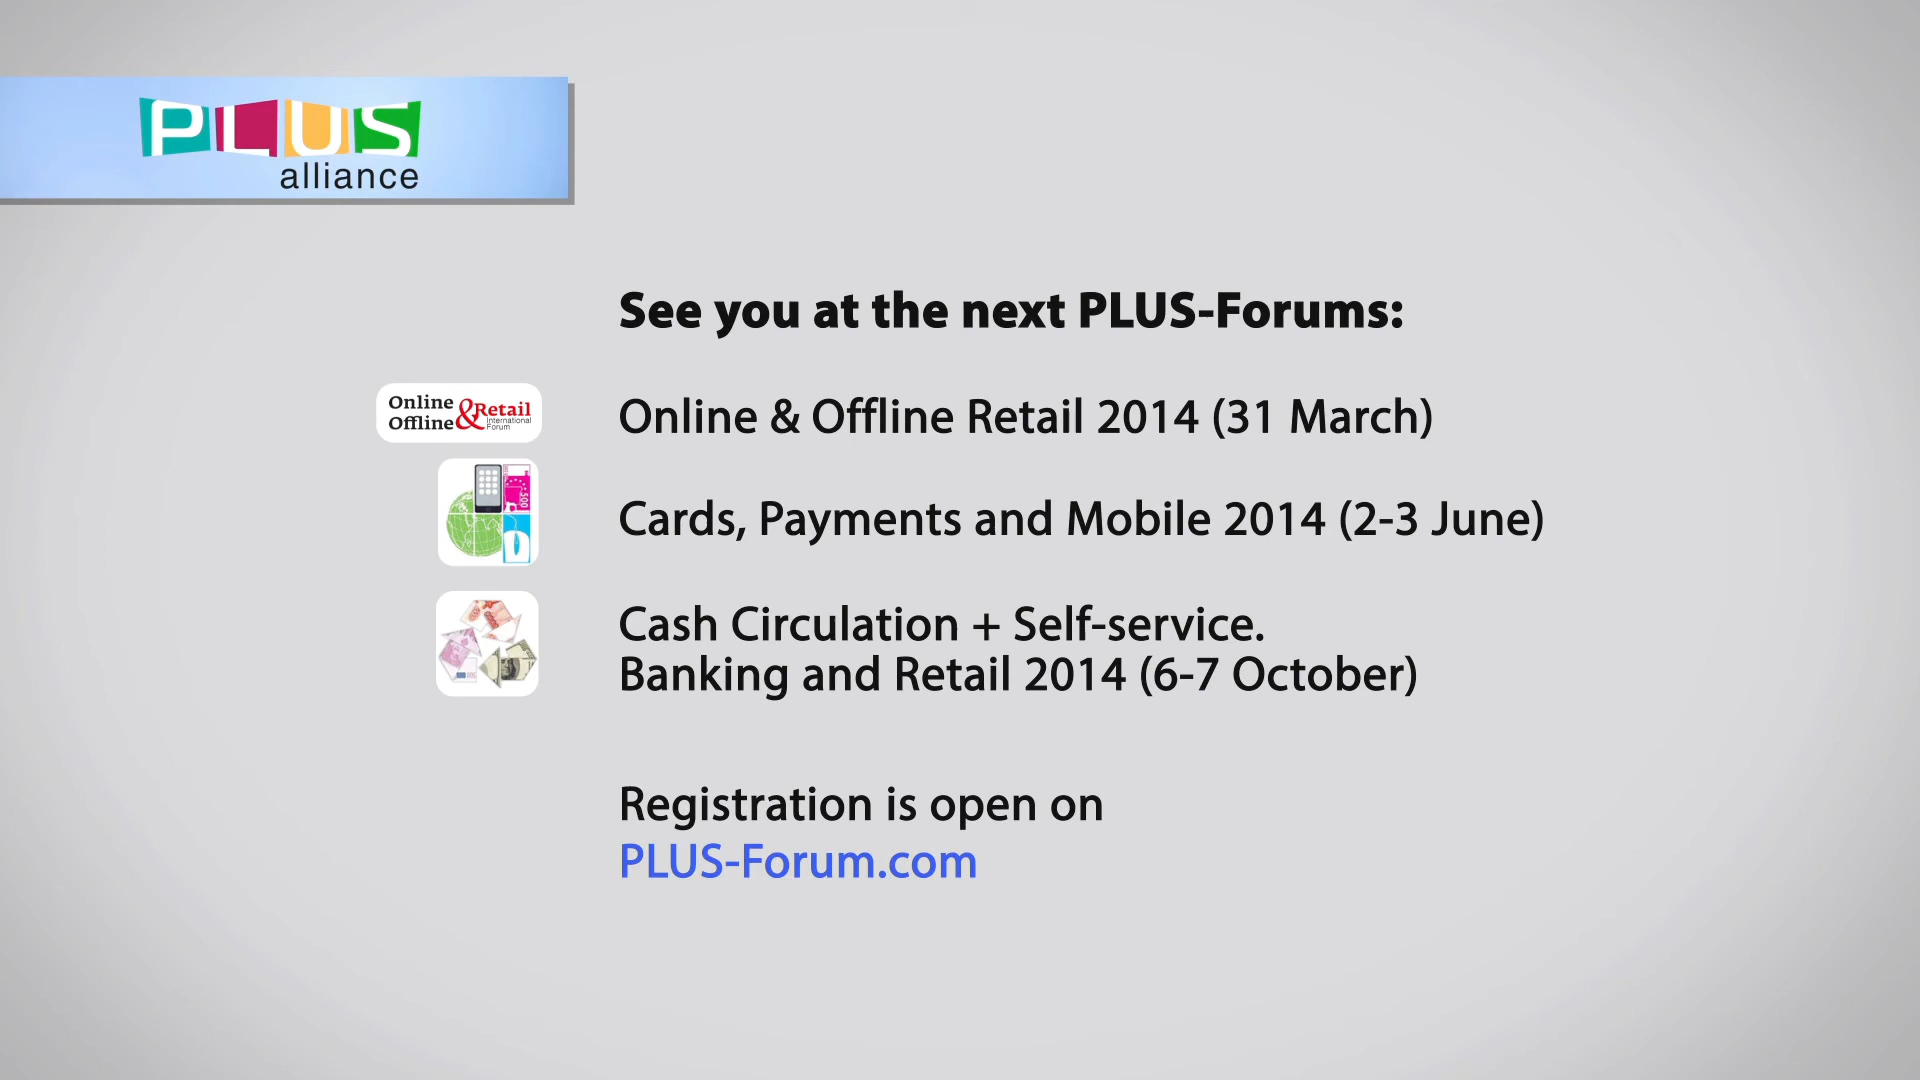 PLUS
alliance
See you at the next PLUS-Forums:
Online
Offline
&Retail
International
Forum
Online & Offline Retail 2014 (31 March)
500
Cards, Payments and Mobile 2014 (2-3 June)
Cash Circulation + Self-service.
Banking and Retail 2014 (6-7 October)
Registration is open on
PLUS-Forum.com